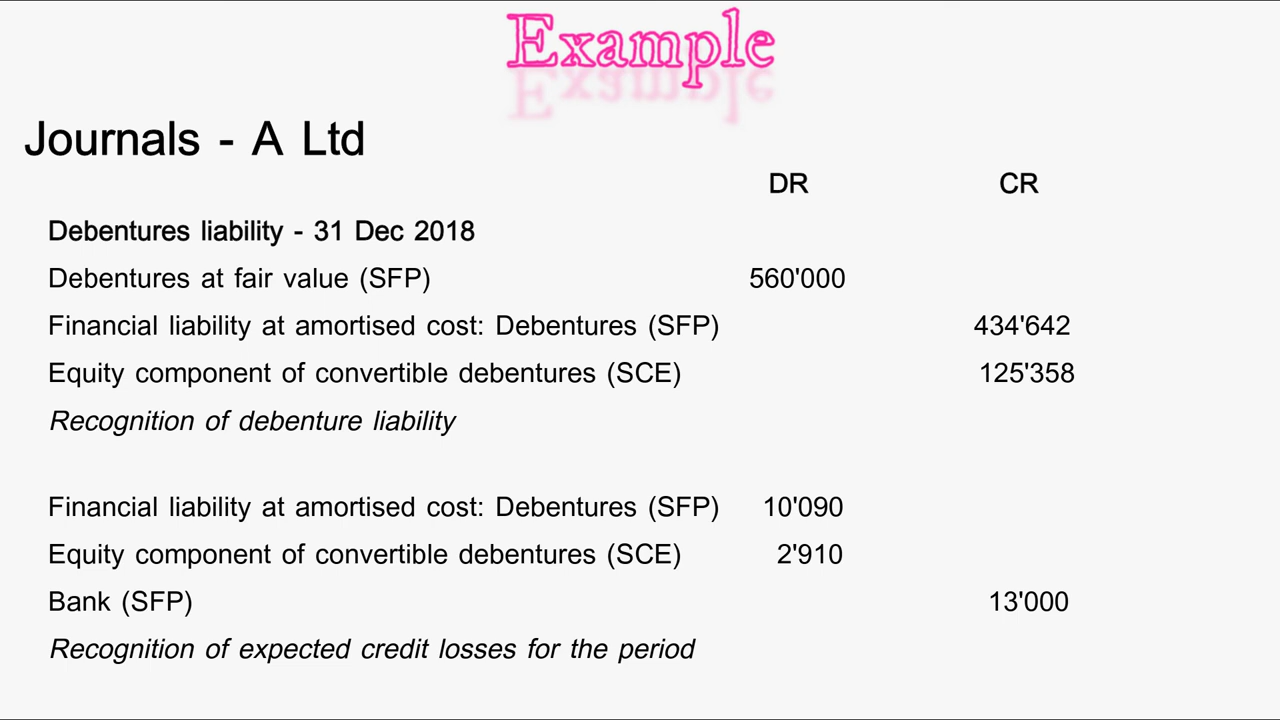 Example
Journals - A Ltd
DR CR
Debentures liability - 31 Dec 2018
Debentures at fair value (SFP) 560'000
Financial liability at amortised cost: Debentures (SFP) 434'642
Equity component of convertible debentures (SCE) 125'358
Recognition of debenture liability
Financial liability at amortised cost: Debentures (SFP) 10'090
Equity component of convertible debentures (SCE) 2'910
Bank (SFP) 13'000
Recognition of expected credit losses for the period